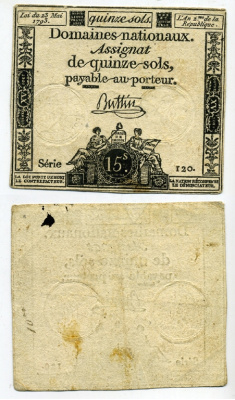 Loi du 23 Mai
1793.
quinze sols.
L'An 2.me de la
République.
Domaines nationaux.
Assignat
de quinze-sols,
payable-au-porteur.
Buttin
15.s
Série
120.
LA LOI PUNIT DE MORT
LE CONTREFACTEUR.
LA NATION RÉCOMPENSE
LE DÉNONCIATEUR.